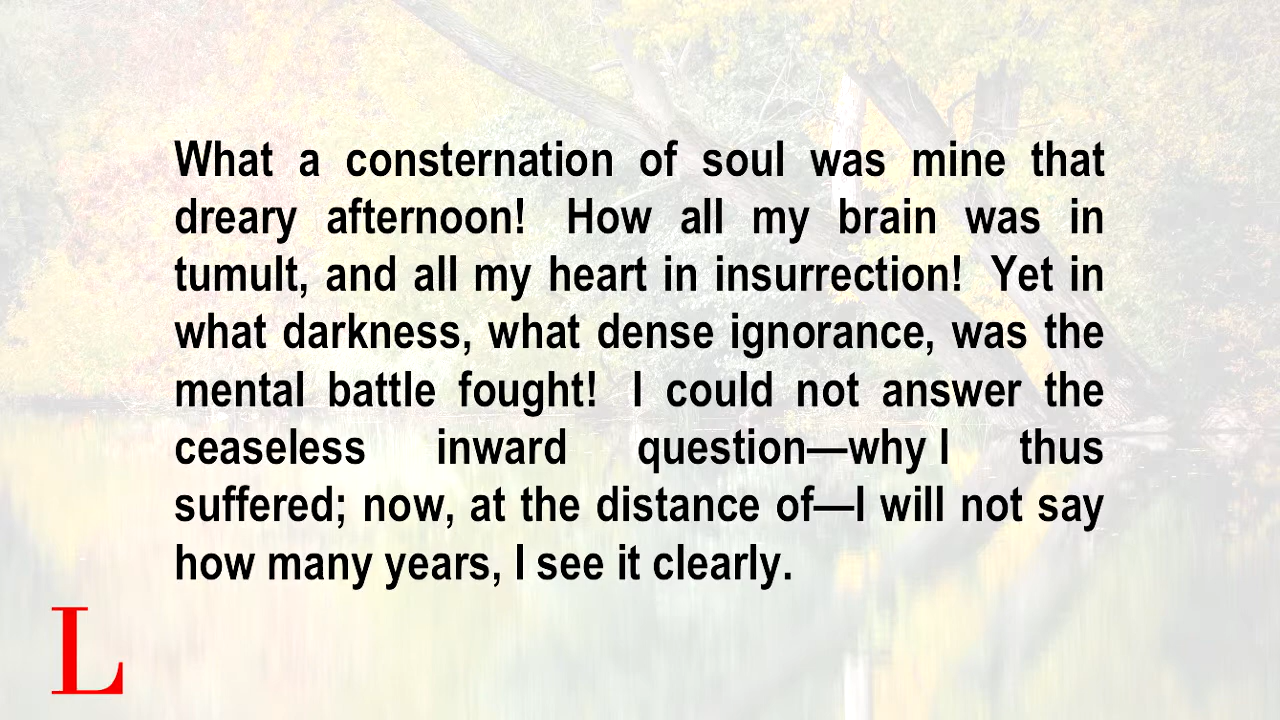 What a consternation of soul was mine that
dreary afternoon! How all my brain was in
tumult, and all my heart in insurrection! Yet in
what darkness, what dense ignorance, was the
mental battle fought! I could not answer the
ceaseless inward question—why I thus
suffered; now, at the distance of—I will not say
how many years, I see it clearly.
L